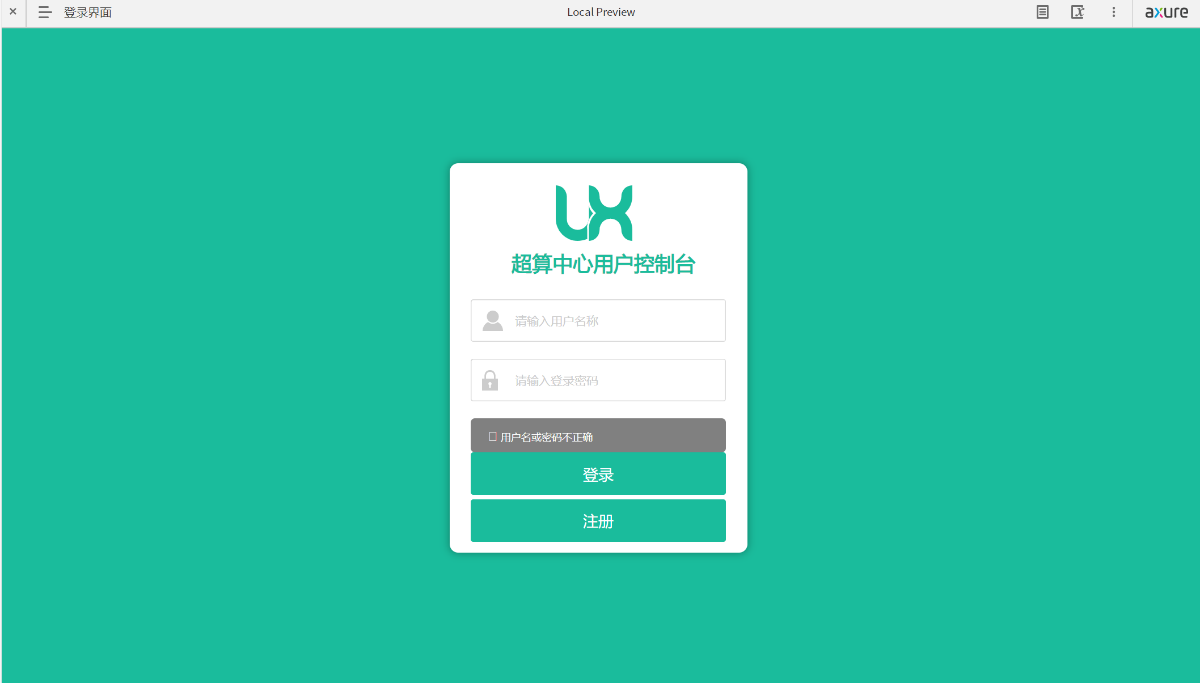 登录界面
Local Preview
axure
UX
超算中心用户控制台
请输入用户名称
请输入登录密码
用户名或密码不正确
登录
注册